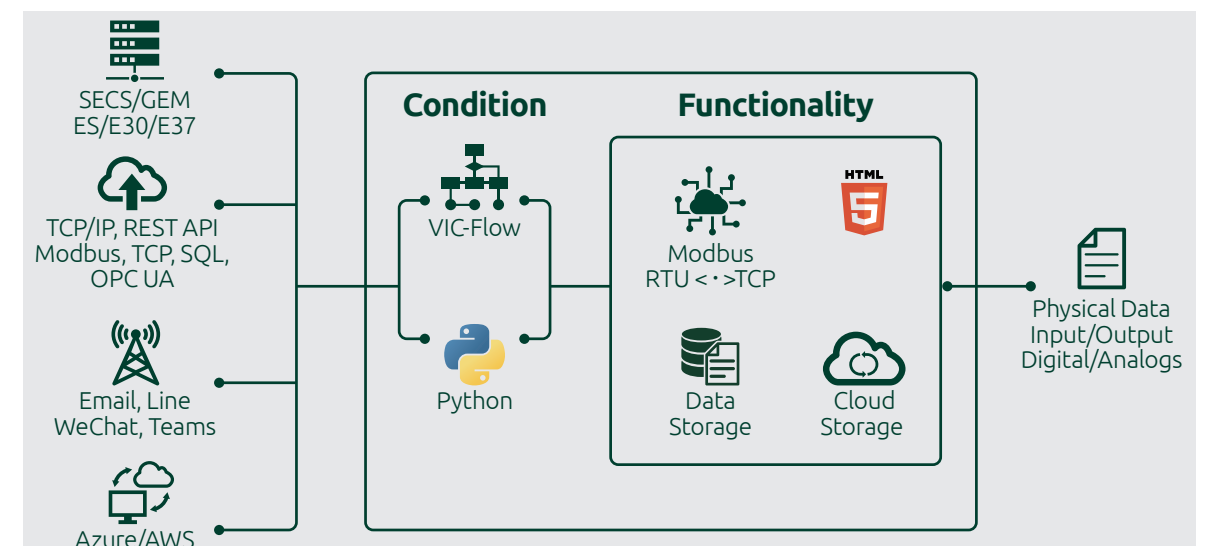 SECS/GEM
ES/E30/E37
TCP/IP, REST API
Modbus, TCP, SQL,
OPC UA
Email, Line
WeChat, Teams
Azure/AWS
Condition
VIC-Flow
Python
Functionality
Modbus
RTU <·>TCP
HTML
5
Data
Storage
Cloud
Storage
Physical Data
Input/Output
Digital/Analogs